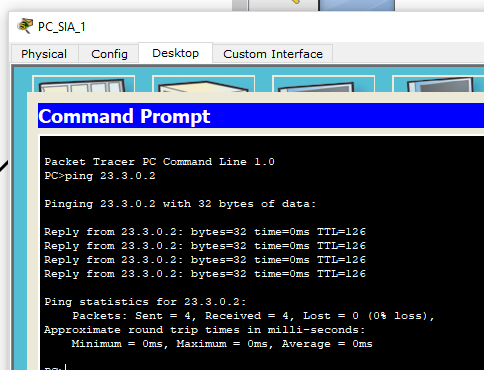 PC_SIA_1
Physical Config Desktop Custom Interface
Command Prompt
Packet Tracer PC Command Line 1.0
PC>ping 23.3.0.2
Pinging 23.3.0.2 with 32 bytes of data:
Reply from 23.3.0.2: bytes=32 time=0ms TTL=126
Reply from 23.3.0.2: bytes=32 time=0ms TTL=126
Reply from 23.3.0.2: bytes=32 time=0ms TTL=126
Reply from 23.3.0.2: bytes=32 time=0ms TTL=126
Ping statistics for 23.3.0.2:
Packets: Sent = 4, Received = 4, Lost = 0 (0% loss),
Approximate round trip times in milli-seconds:
Minimum = 0ms, Maximum = 0ms, Average = 0ms
PC>